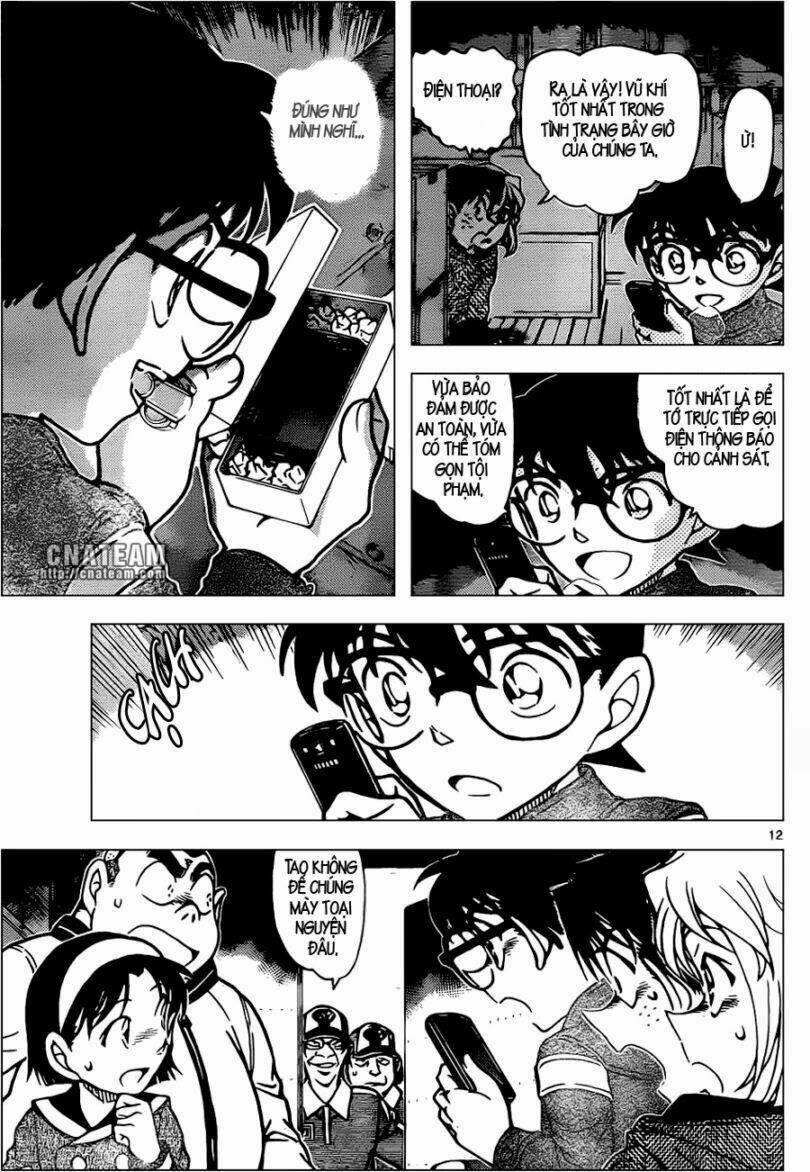 Ừ!
RA LÀ VẬY! VŨ KHÍ
TỐT NHẤT TRONG
TÌNH TRẠNG BÂY GIỜ
CỦA CHÚNG TA.
ĐIỆN THOẠI?
TỐT NHẤT LÀ ĐỂ
TỚ TRỰC TIẾP GỌI
ĐIỆN THÔNG BÁO
CHO CẢNH SÁT.
VỪA BẢO
ĐẢM ĐƯỢC
AN TOÀN, VỪA
CÓ THỂ TÓM
GỌN TỘI
PHẠM.
ĐÚNG NHƯ
MÌNH NGHĨ...
CNATEAM
http://cnateam.com
CẠCH
12
TAO KHÔNG
ĐỂ CHÚNG
MÀY TOẠI
NGUYỆN
ĐÂU.